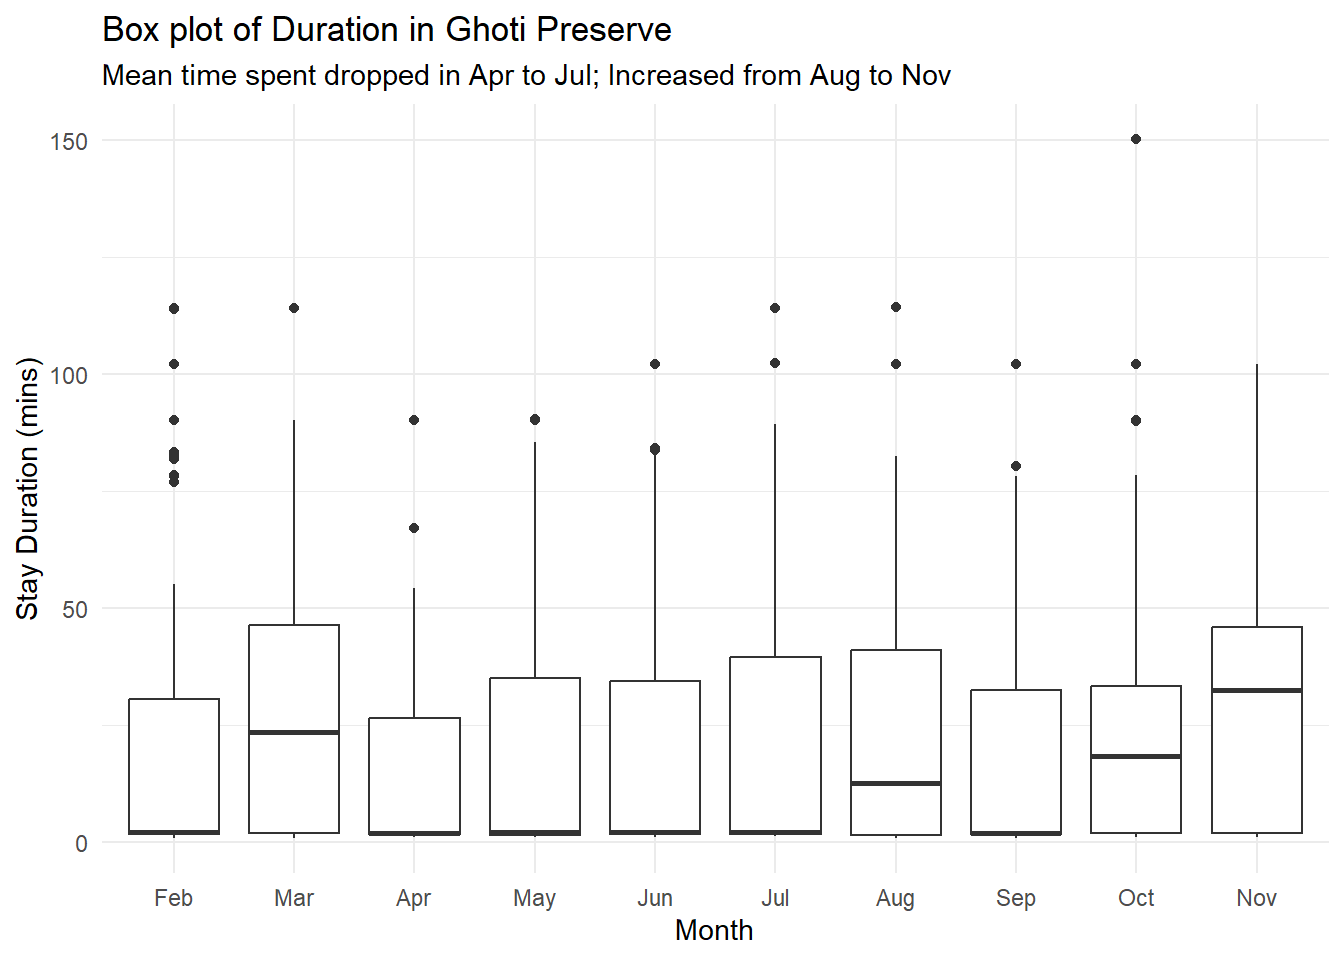 Box plot of Duration in Ghoti Preserve
Mean time spent dropped in Apr to Jul; Increased from Aug to Nov
Stay Duration (mins)
150
100
50
0
Feb Mar Apr May Jun Jul Aug Sep Oct Nov
Month